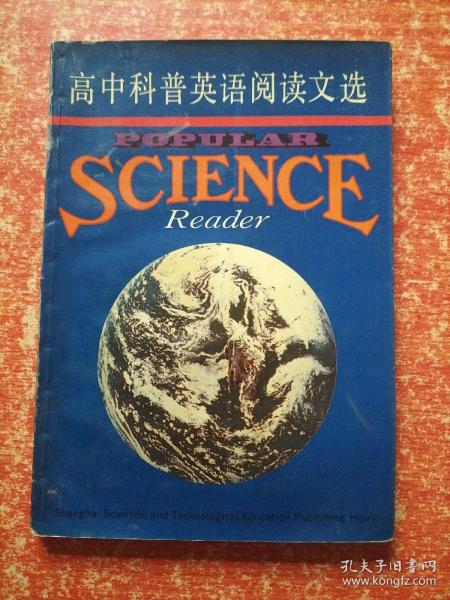 高中科普英语阅读文选
POPULAR
SCIENCE
Reader
Shanghai Scientific and Technological Education Publishing House
孔夫子旧书网
www.kongfz.com